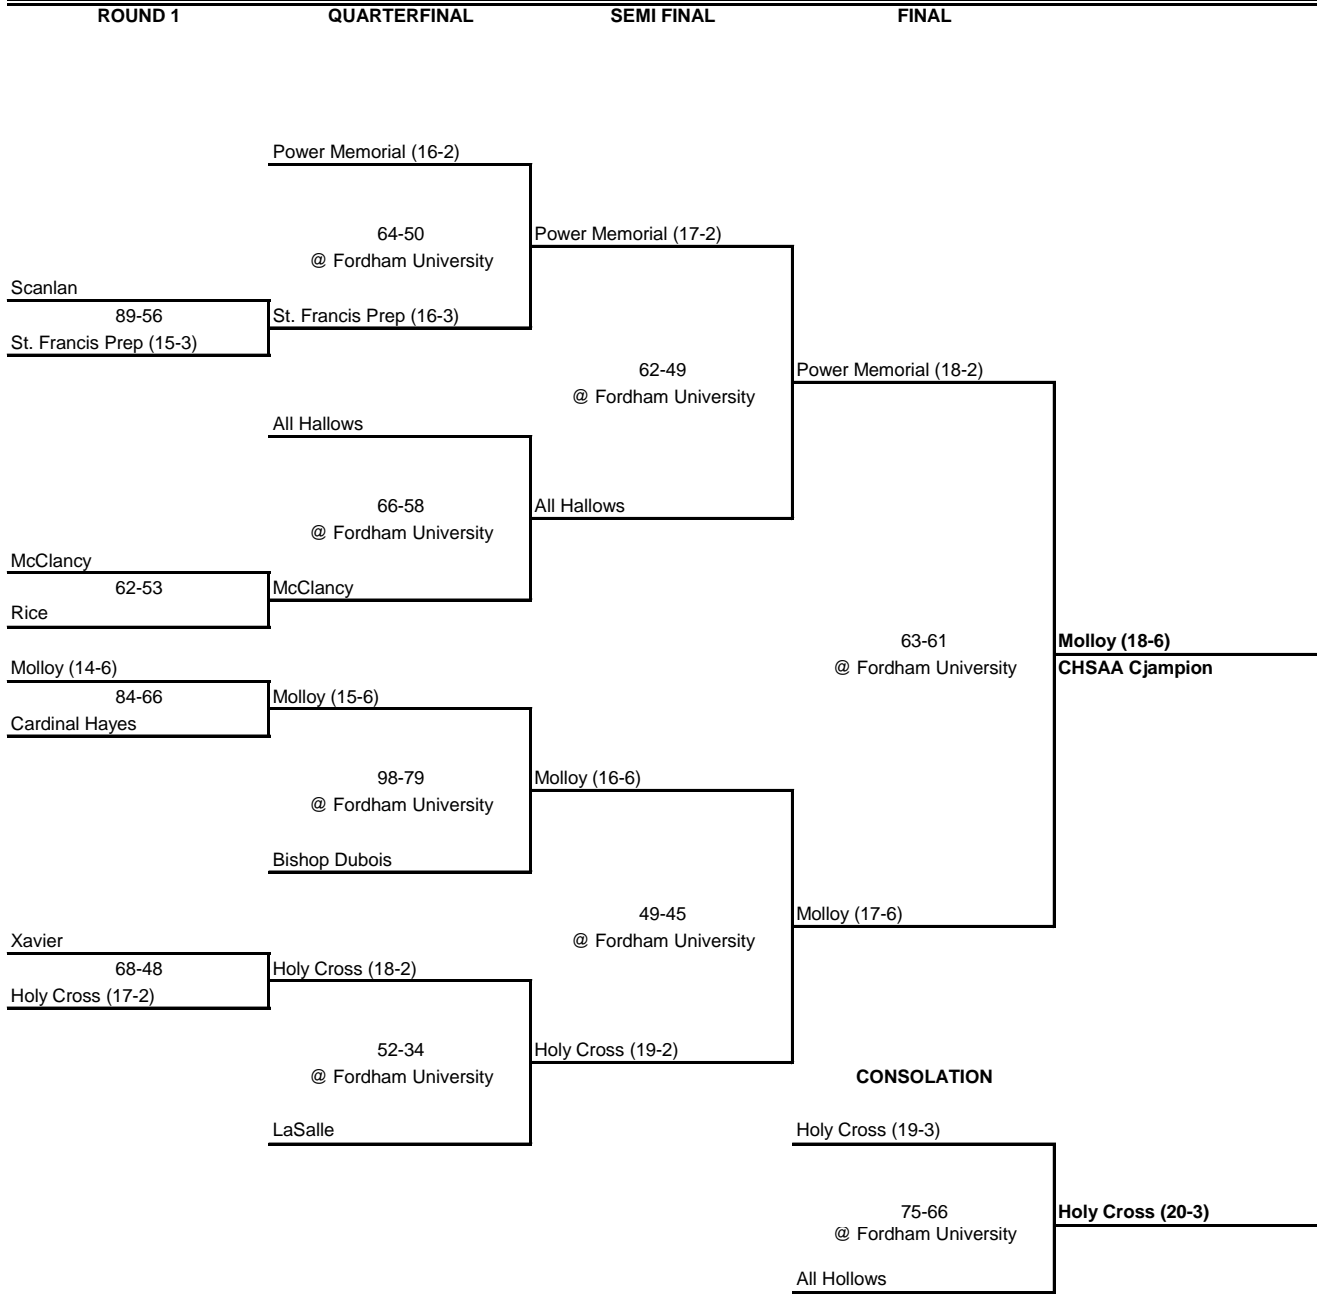 ROUND 1 QUARTERFINAL SEMI FINAL FINAL
Power Memorial (16-2)
64-50 Power Memorial (17-2)
@ Fordham University
Scanlan
89-56 St. Francis Prep (16-3)
St. Francis Prep (15-3)
62-49 Power Memorial (18-2)
@ Fordham University
All Hallows
66-58 All Hallows
@ Fordham University
McClancy
62-53 McClancy
Rice
63-61 Molloy (18-6)
Molloy (14-6) @ Fordham University CHSAA Cjampion
84-66 Molloy (15-6)
Cardinal Hayes
98-79 Molloy (16-6)
@ Fordham University
Bishop Dubois
49-45 Molloy (17-6)
Xavier @ Fordham University
68-48 Holy Cross (18-2)
Holy Cross (17-2)
52-34 Holy Cross (19-2)
@ Fordham University CONSOLATION
LaSalle Holy Cross (19-3)
75-66 Holy Cross (20-3)
@ Fordham University
All Hollows